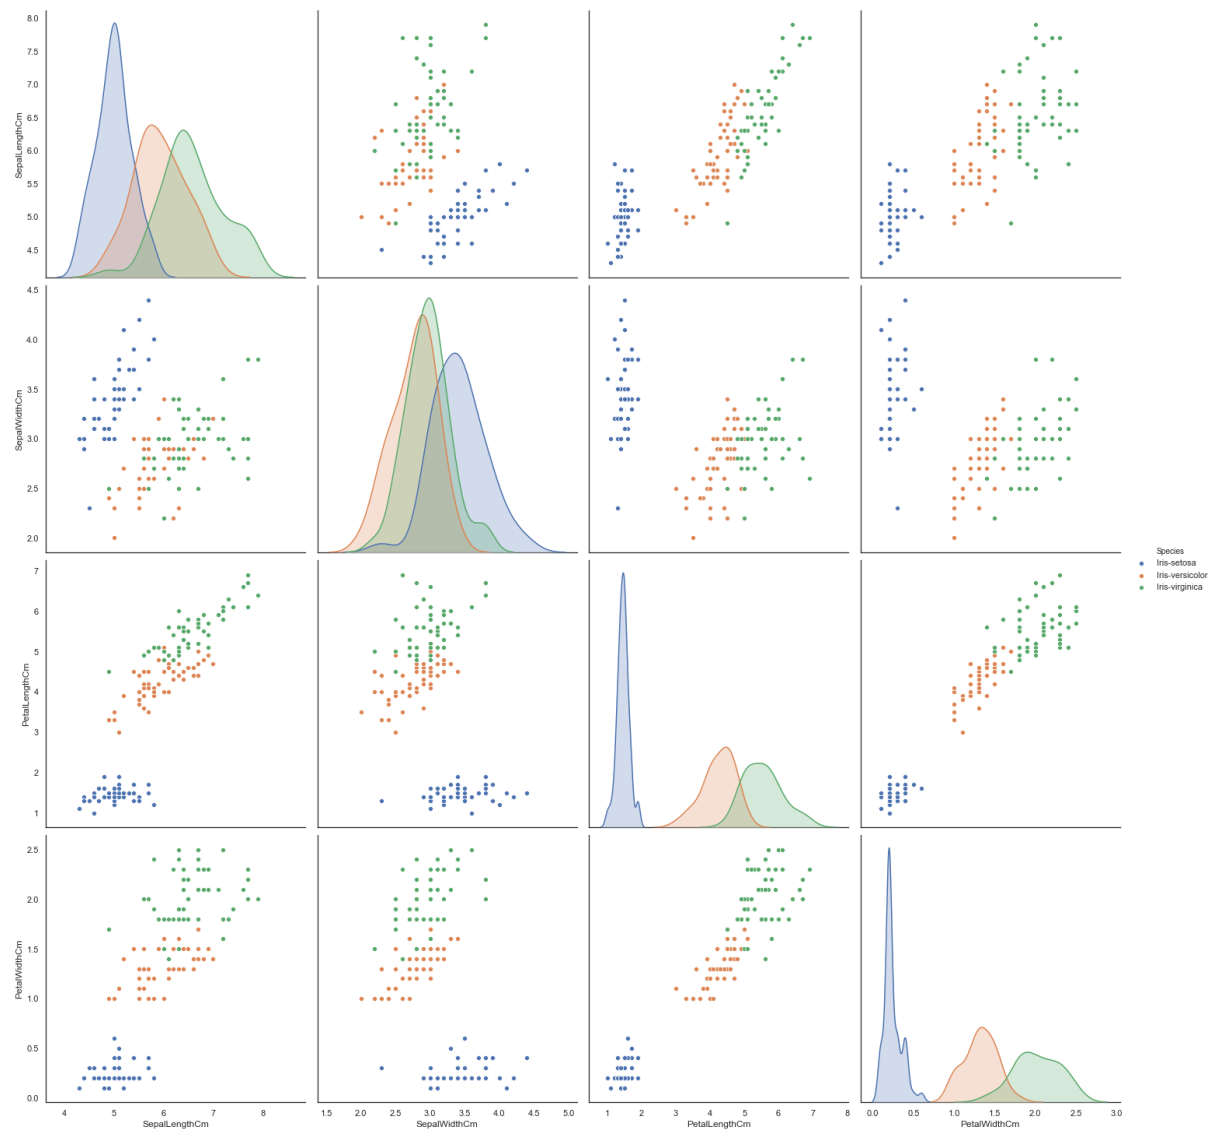 8.0
7.5
7.0
6.5
6.0
5.5
5.0
4.5
SepalLengthCm
4.5
4.0
3.5
3.0
2.5
2.0
SepalWidthCm
Species
Iris-setosa
Iris-versicolor
Iris-virginica
7
6
5
4
3
2
1
PetalLengthCm
2.5
2.0
1.5
1.0
0.5
0.0
PetalWidthCm
4 5 6 7 8
1.5 2.0 2.5 3.0 3.5 4.0 4.5 5.0
1 2 3 4 5 6 7 8
0.0 0.5 1.0 1.5 2.0 2.5 3.0
SepalLengthCm
SepalWidthCm
PetalLengthCm
PetalWidthCm